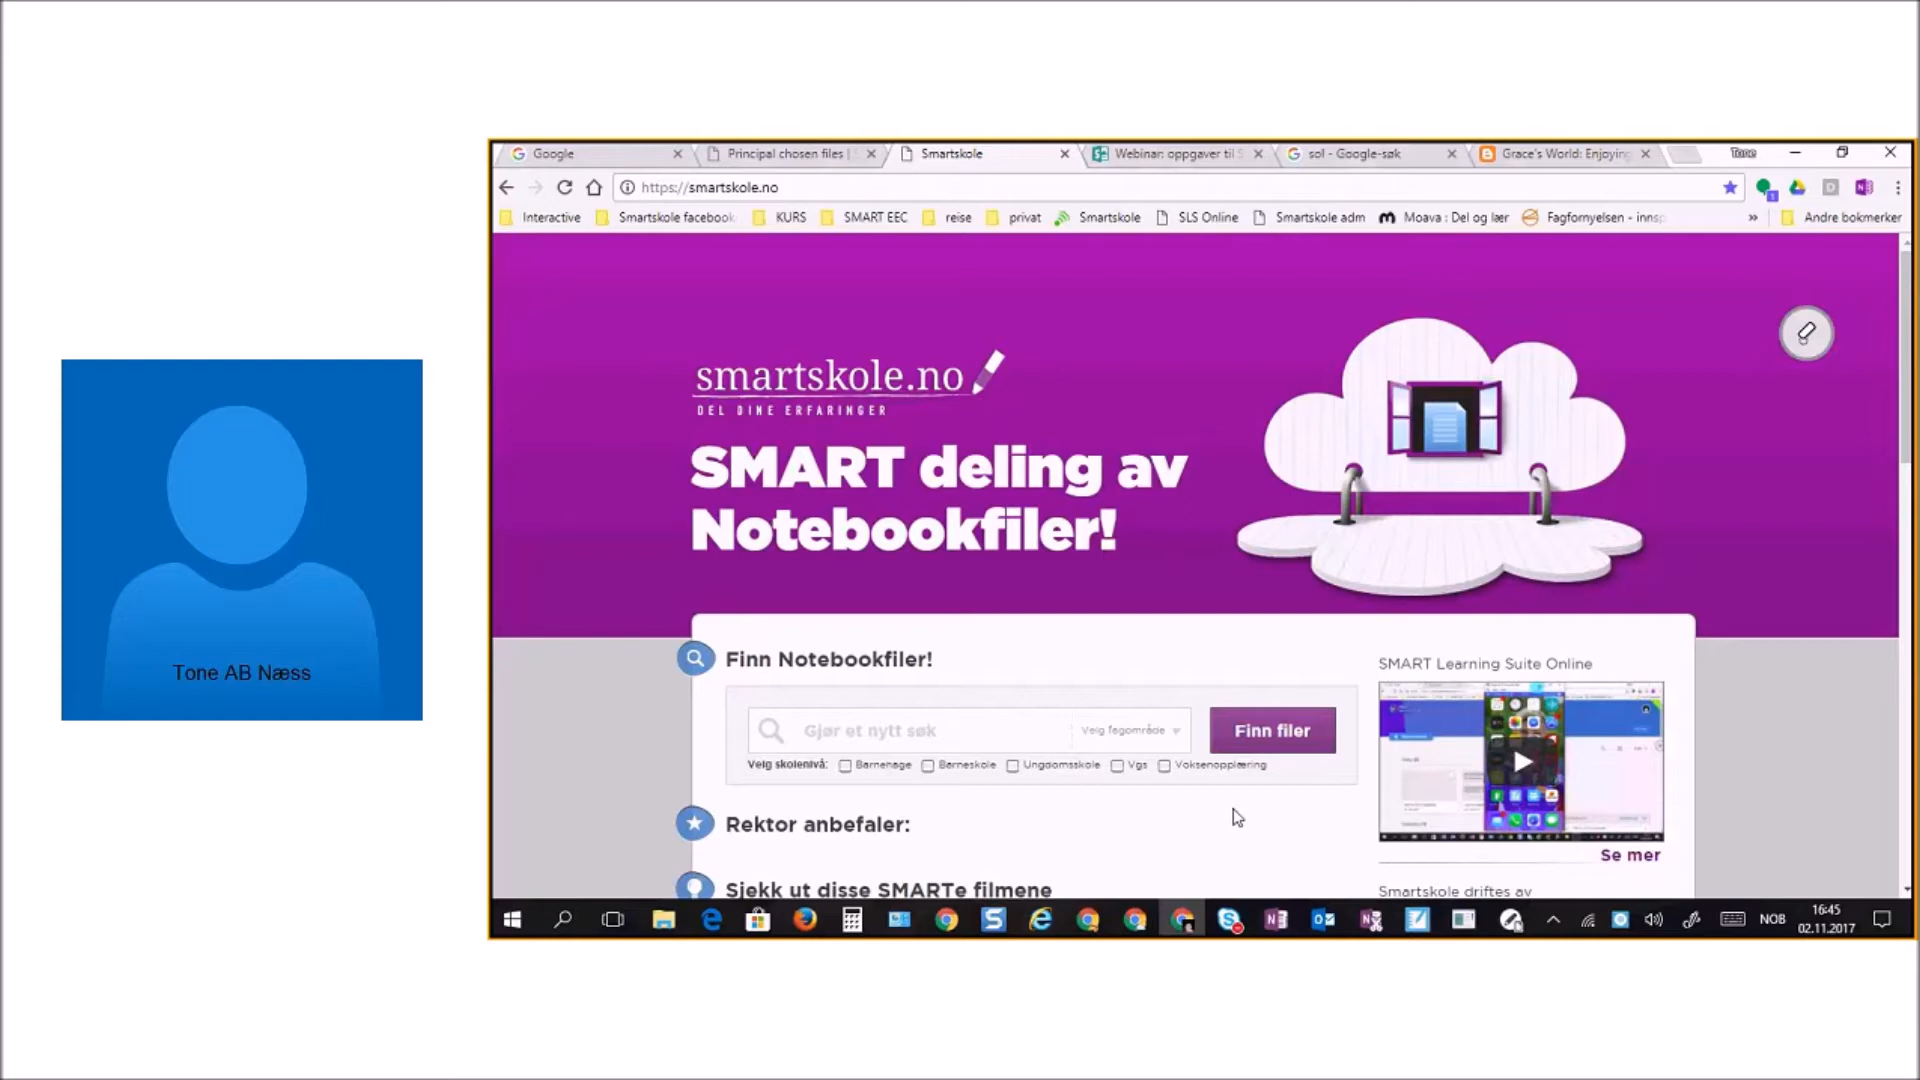 Google
Principal chosen files |
Smartskole
Webinar: oppgaver til S
sol - Google-søk
Grace's World: Enjoying
Tone
https://smartskole.no
Interactive
Smartskole facebook
KURS
SMART EEC
reise
privat
Smartskole
SLS Online
Smartskole adm
Moava : Del og lær
Fagfornyelsen - innsp
»
Andre bokmerker
smartskole.no
DEL DINE ERFARINGER
SMART deling av
Notebookfiler!
Finn Notebookfiler!
Gjør et nytt søk
Velg fagområde
Finn filer
Velg skolenivå:
Barnehage
Barneskole
Ungdomsskole
Vgs
Voksenopplæring
Rektor anbefaler:
Sjekk ut disse SMARTe filmene
SMART Learning Suite Online
Se mer
Smartskole driftes av
Tone AB Næss
NOB
16:45
02.11.2017